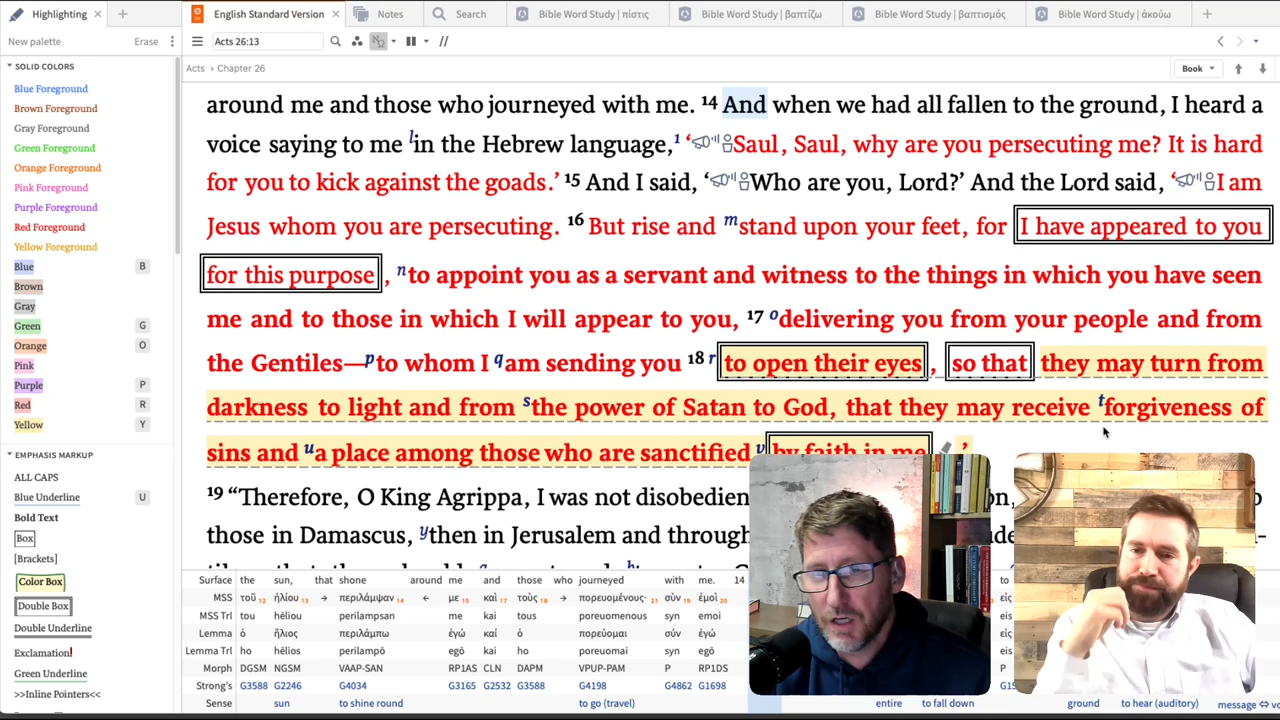 Highlighting × +
English Standard Version ×
Notes
Search
Bible Word Study | πίστις
Bible Word Study | βαπτίζω
Bible Word Study | βαπτισμός
Bible Word Study | ἀκούω
New palette Erase
Acts 26:13
SOLID COLORS
Acts › Chapter 26
Book
Blue Foreground
Brown Foreground
Gray Foreground
Green Foreground
Orange Foreground
Pink Foreground
Purple Foreground
Red Foreground
Yellow Foreground
Blue B
Brown
Gray
Green G
Orange O
Pink
Purple P
Red R
Yellow Y
EMPHASIS MARKUP
ALL CAPS
Blue Underline U
Bold Text
Box
[Brackets]
Color Box
Double Box
Double Underline
Exclamation!
Green Underline
>>Inline Pointers<<
around me and those who journeyed with me. 14 And when we had all fallen to the ground, I heard a
voice saying to me l in the Hebrew language,1 ‘Saul, Saul, why are you persecuting me? It is hard
for you to kick against the goads.’ 15 And I said, ‘Who are you, Lord?’ And the Lord said, ‘I am
Jesus whom you are persecuting. 16 But rise and m stand upon your feet, for I have appeared to you
for this purpose, n to appoint you as a servant and witness to the things in which you have seen
me and to those in which I will appear to you, 17 o delivering you from your people and from
the Gentiles—p to whom I q am sending you 18 r to open their eyes, so that they may turn from
darkness to light and from s the power of Satan to God, that they may receive t forgiveness of
sins and u a place among those who are sanctified v by faith in me.’
19 “Therefore, O King Agrippa, I was not disobedien
those in Damascus, y then in Jerusalem and through
Surface the sun, that shone around me and those who journeyed with me. 14 to
MSS τοῦ 12 ἡλίου 13 → περιλάμψαν 14 ← με 15 καὶ 17 τοὺς 18 → πορευομένους· 21 σὺν 19 ἐμοὶ 20 εἰς
MSS Trl tou hēliou perilampsan me kai tous poreuomenous syn emoi eis
Lemma ὁ ἥλιος περιλάμπω ἐγώ καί ὁ πορεύομαι σύν ἐγώ εἰς
Lemma Trl ho hēlios perilampō egō kai ho poreuomai syn egō eis
Morph DGSM NGSM VAAP-SAN RP1AS CLN DAPM VPUP-PAM P RP1DS P
Strong's G3588 G2246 G4034 G3165 G2532 G3588 G4198 G4862 G1698
Sense sun to shine round to go (travel) entire to fall down ground to hear (auditory) message ⇔